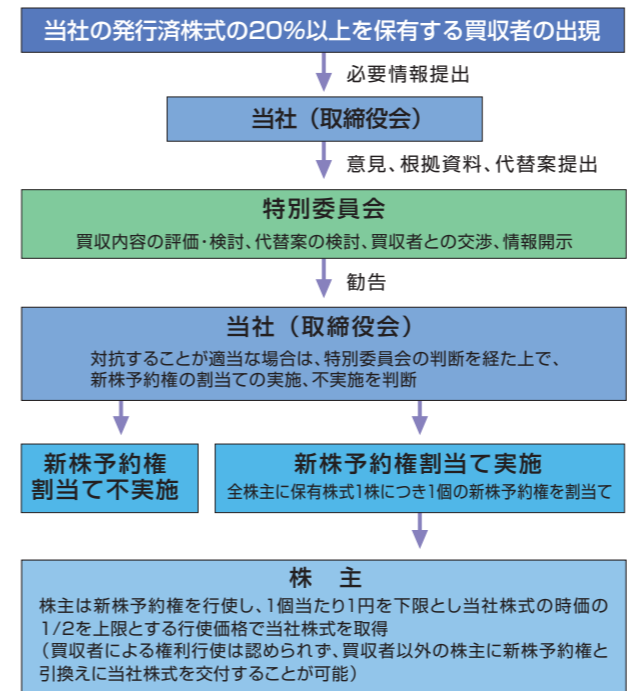 当社の発行済株式の20%以上を保有する買収者の出現
必要情報提出
当社（取締役会）
意見、根拠資料、代替案提出
特別委員会
買収内容の評価・検討、代替案の検討、買収者との交渉、情報開示
勧告
当社（取締役会）
対抗することが適当な場合は、特別委員会の判断を経た上で、
新株予約権の割当ての実施、不実施を判断
新株予約権
割当て不実施
新株予約権割当て実施
全株主に保有株式1株につき1個の新株予約権を割当て
株　主
株主は新株予約権を行使し、1個当たり1円を下限とし当社株式の時価の
1/2を上限とする行使価格で当社株式を取得
（買収者による権利行使は認められず、買収者以外の株主に新株予約権と
引換えに当社株式を交付することが可能）